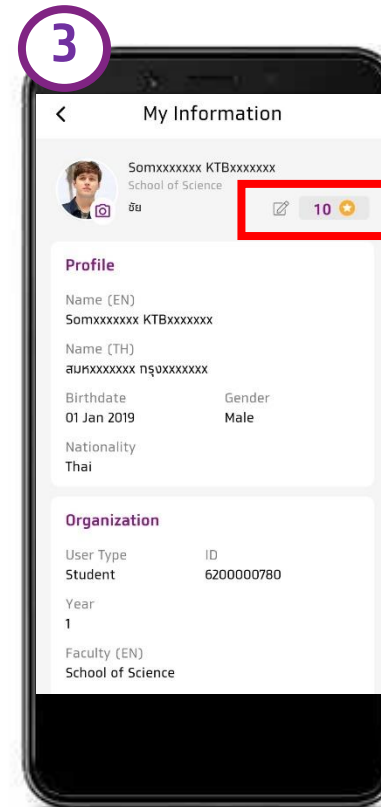 3
My Information
Somxxxxxxx KTBxxxxxxx
School of Science
ชัย
10
Profile
Name (EN)
Somxxxxxxx KTBxxxxxxx
Name (TH)
สมหxxxxxxx กรุงxxxxxxx
Birthdate Gender
01 Jan 2019 Male
Nationality
Thai
Organization
User Type ID
Student 6200000780
Year
1
Faculty (EN)
School of Science